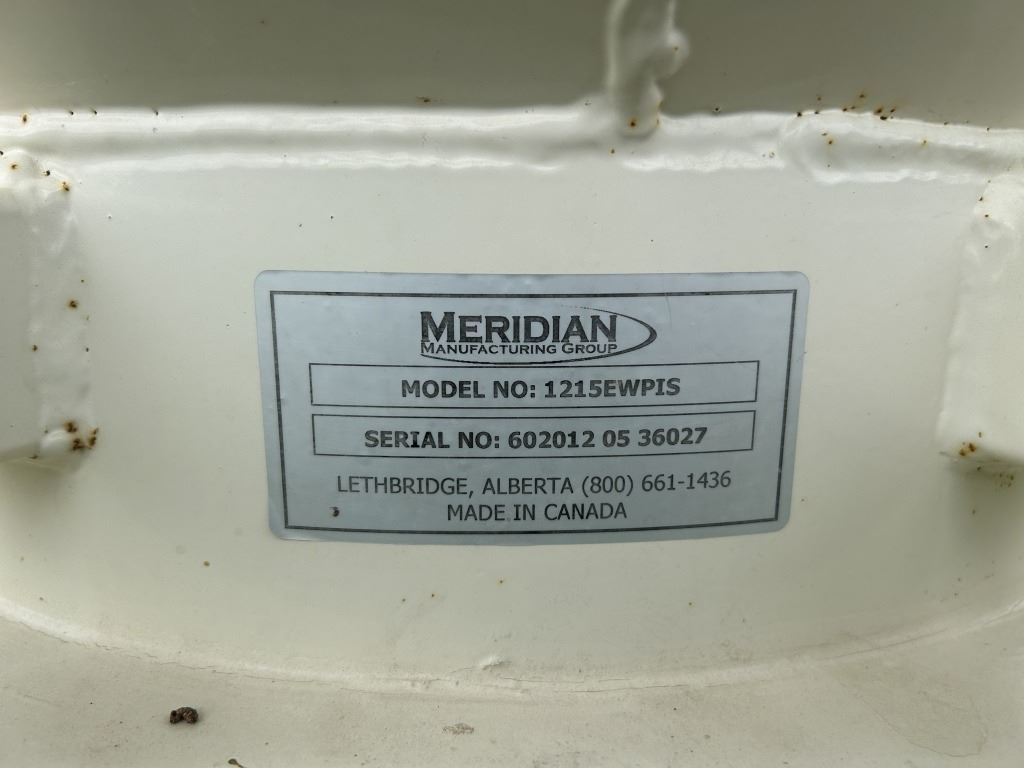 MERIDIAN
MANUFACTURING GROUP
MODEL NO: 1215EWPIS
SERIAL NO: 602012 05 36027
LETHBRIDGE, ALBERTA (800) 661-1436
MADE IN CANADA